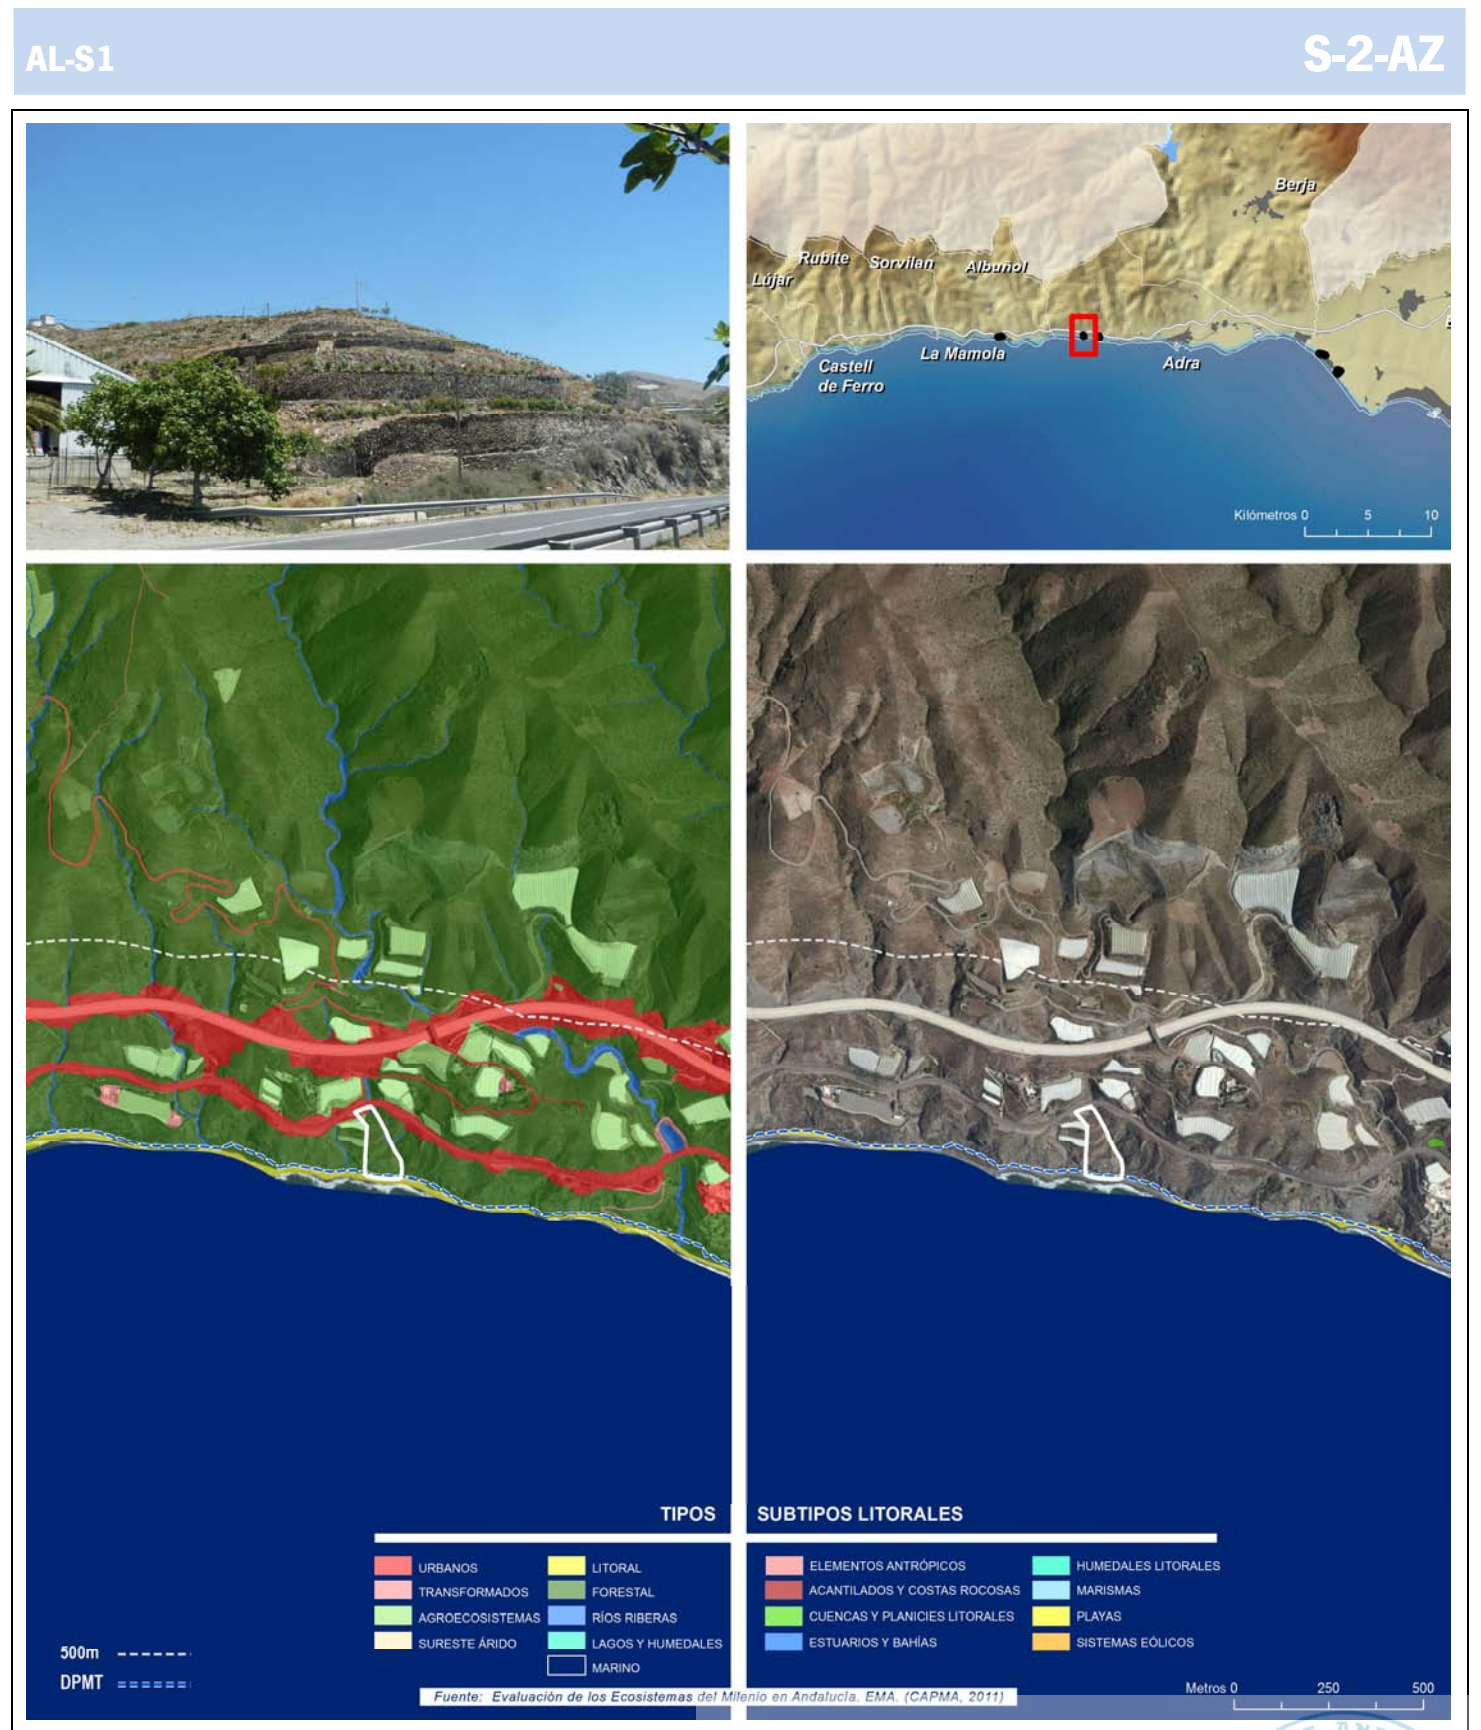 AL-S1
S-2-AZ
Berja
Rubite
Sorvilan
Albuñol
Lújar
La Mamola
Castell
de Ferro
Adra
Kilómetros 0 5 10
TIPOS
URBANOS
TRANSFORMADOS
AGROECOSISTEMAS
SURESTE ÁRIDO
LITORAL
FORESTAL
RÍOS RIBERAS
LAGOS Y HUMEDALES
MARINO
SUBTIPOS LITORALES
ELEMENTOS ANTRÓPICOS
ACANTILADOS Y COSTAS ROCOSAS
CUENCAS Y PLANICIES LITORALES
ESTUARIOS Y BAHÍAS
HUMEDALES LITORALES
MARISMAS
PLAYAS
SISTEMAS EÓLICOS
500m
DPMT
Fuente: Evaluación de los Ecosistemas del Milenio en Andalucía. EMA. (CAPMA, 2011)
Metros 0 250 500